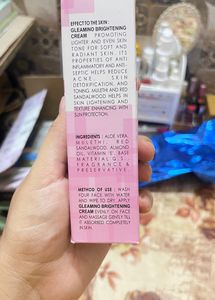 EFFECT TO THE SKIN :
GLEAMINO BRIGHTENING
CREAM PROMOTING
LIGHTER AND EVEN SKIN
TONE FOR SOFT AND
RADIANT SKIN. ITS
PROPERTIES OF ANTI
INFLAMMATORY AND ANTI-
SEPTIC HELPS REDUCE
ACNE, SKIN
DETOXIFICATION, AND
TONING. MULETHI AND RED
SANDALWOOD HELPS IN
SKIN LIGHTENING AND
TEXTURE ENHANCING WITH
SUN PROTECTION.
INGREDIENTS : ALOE VERA,
MULETHI, RED
SANDALWOOD, ALMOND
OIL, VITAMIN 'E', BASE
MATERIAL Q.S.
FRAGRANCE &
PRESERVATIVE.
METHOD OF USE : WASH
YOUR FACE WITH WATER
AND WIPE TO DRY. APPLY
GLEAMINO BRIGHTENING
CREAM EVENLY ON FACE
AND MASSAGE GENTLY TILL
IT ABSORBED COMPLETELY
IN SKIN.